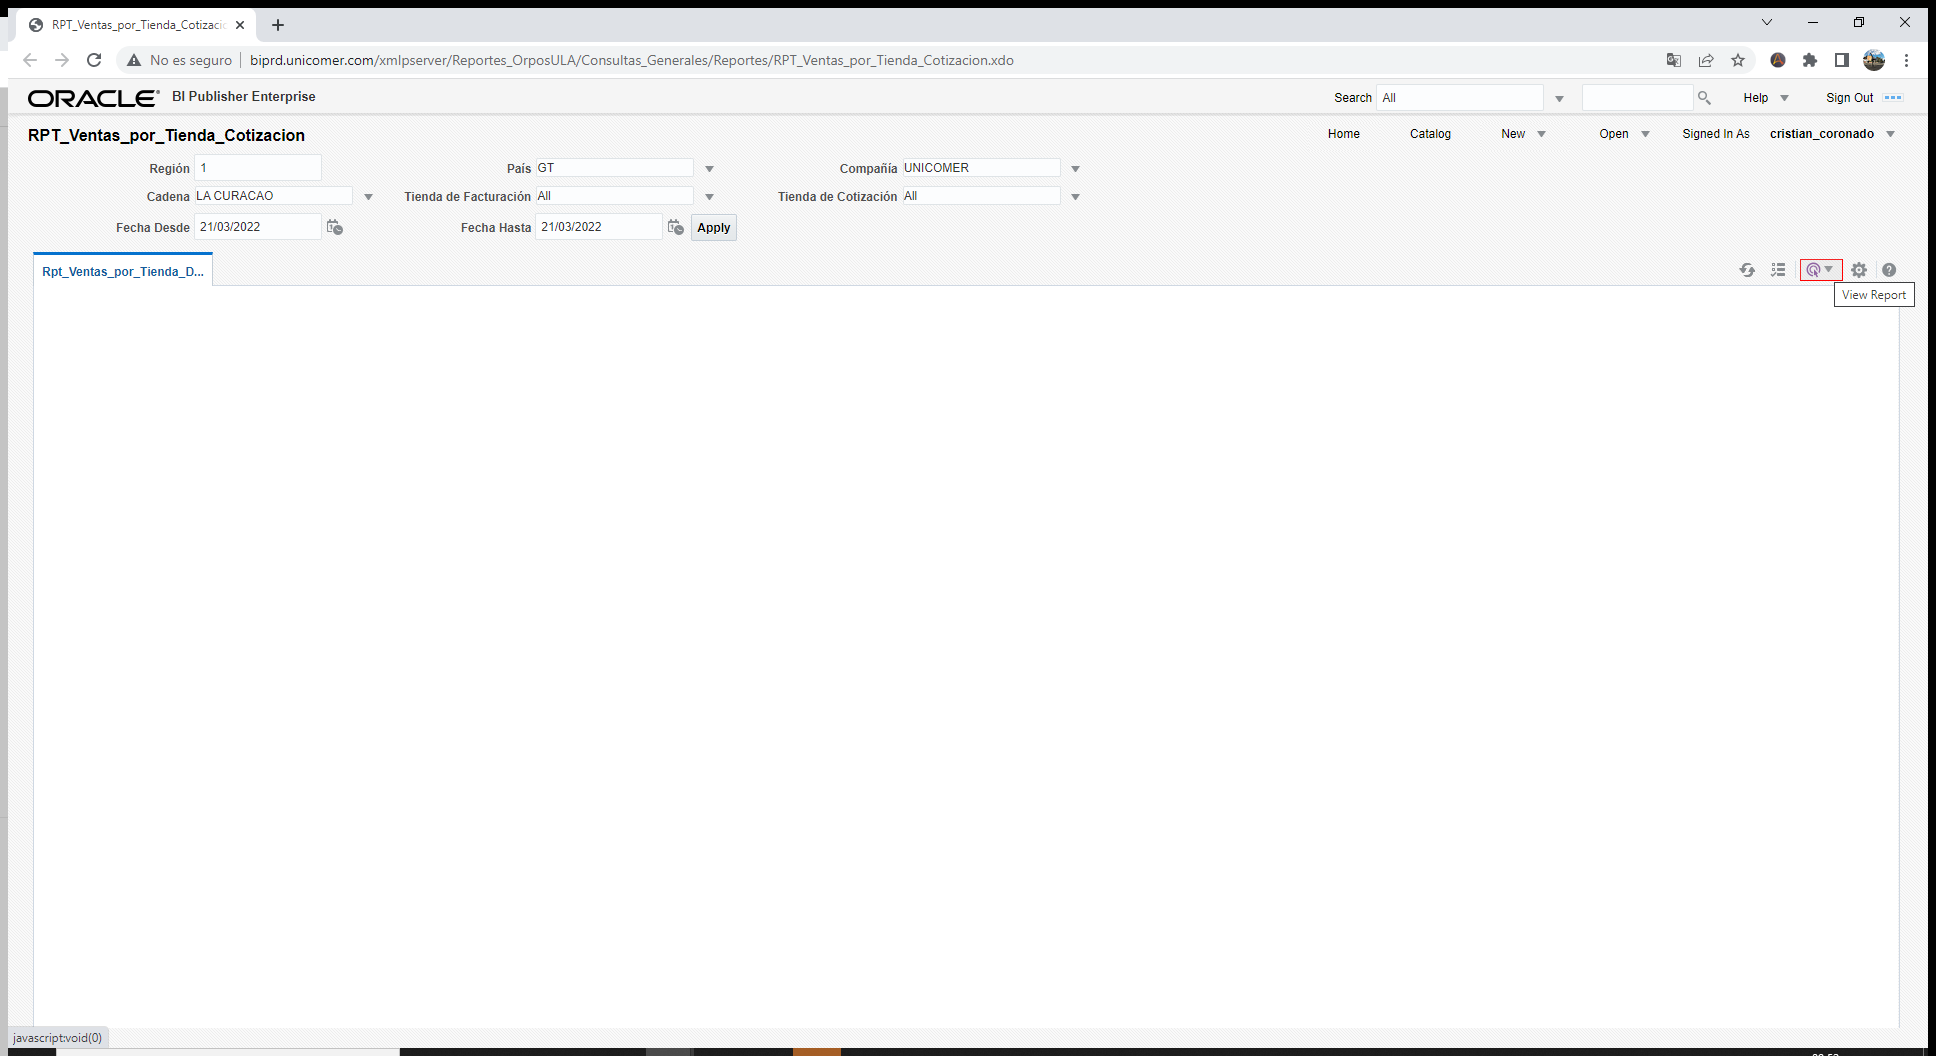 RPT_Ventas_por_Tienda_Cotizaci
No es seguro biprd.unicomer.com/xmlpserver/Reportes_OrposULA/Consultas_Generales/Reportes/RPT_Ventas_por_Tienda_Cotizacion.xdo
ORACLE BI Publisher Enterprise Search All Help Sign Out
RPT_Ventas_por_Tienda_Cotizacion Home Catalog New Open Signed In As cristian_coronado
Región 1 País GT Compañía UNICOMER
Cadena LA CURACAO Tienda de Facturación All Tienda de Cotización All
Fecha Desde 21/03/2022 Fecha Hasta 21/03/2022 Apply
Rpt_Ventas_por_Tienda_D...
View Report
javascript:void(0)